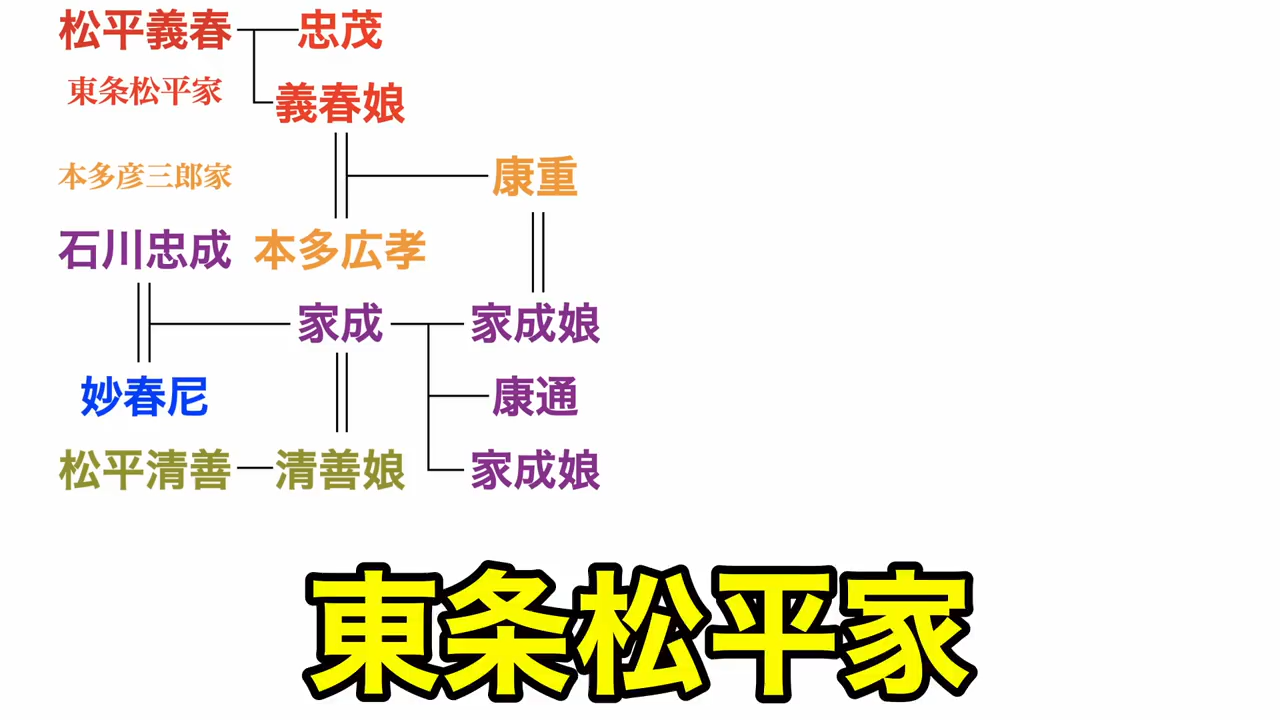 松平義春 忠茂
東条松平家 義春娘
本多彦三郎家 康重
石川忠成 本多広孝
家成 家成娘
妙春尼 康通
松平清善 清善娘 家成娘
東条松平家